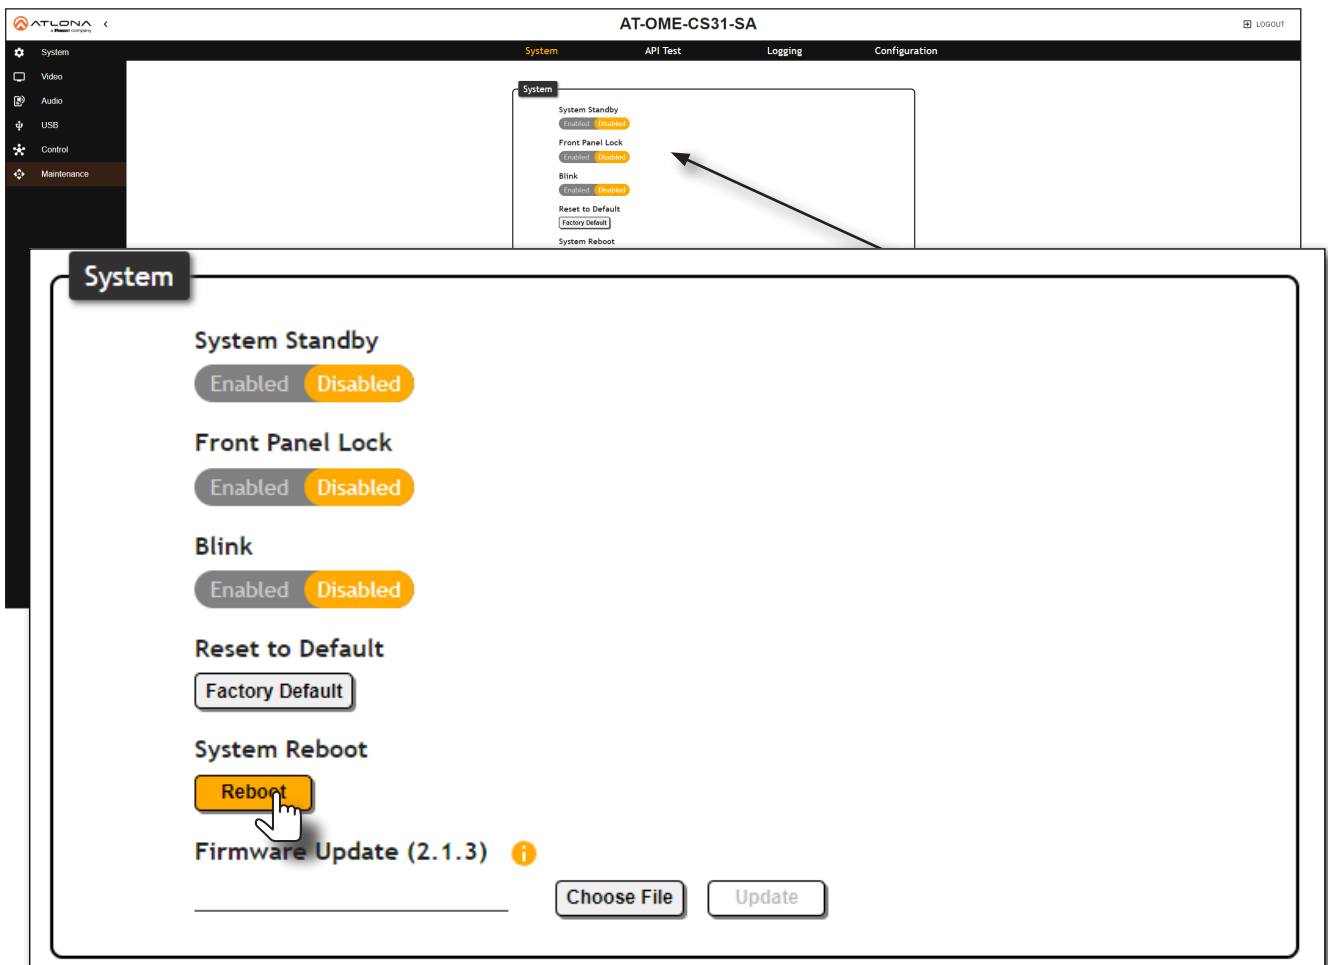 ATLONA
a Panduit company
<
AT-OME-CS31-SA
LOGOUT
System
Video
Audio
USB
Control
Maintenance
System API Test Logging Configuration
System
System Standby
Enabled Disabled
Front Panel Lock
Enabled Disabled
Blink
Enabled Disabled
Reset to Default
Factory Default
System Reboot
System
System Standby
Enabled Disabled
Front Panel Lock
Enabled Disabled
Blink
Enabled Disabled
Reset to Default
Factory Default
System Reboot
Reboot
Firmware Update (2.1.3) i
Choose File Update